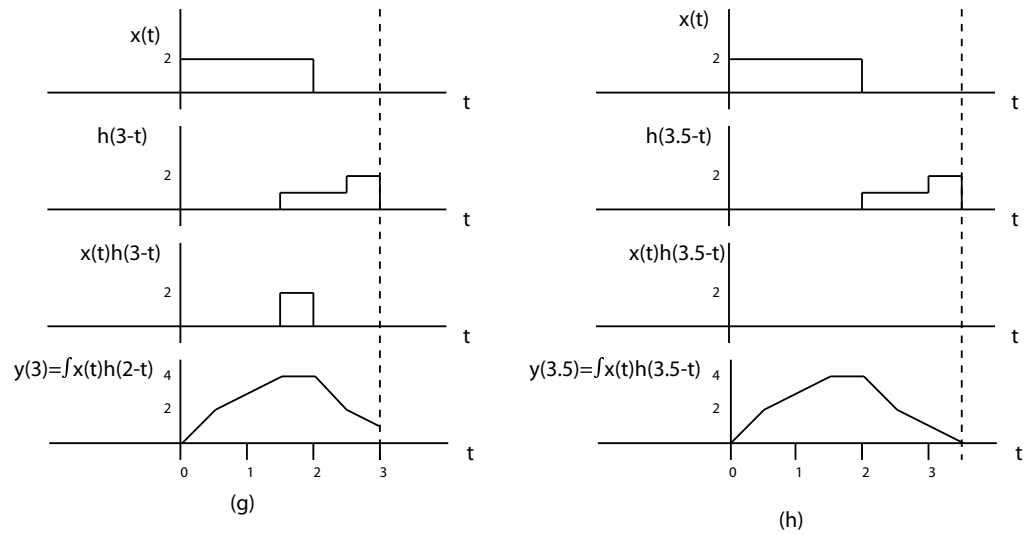 x(t)
2
t
h(3-t)
2
t
x(t)h(3-t)
2
t
y(3)=∫x(t)h(2-t)
4
2
t
0 1 2 3
(g)
x(t)
2
t
h(3.5-t)
2
t
x(t)h(3.5-t)
2
t
y(3.5)=∫x(t)h(3.5-t)
4
2
t
0 1 2 3
(h)